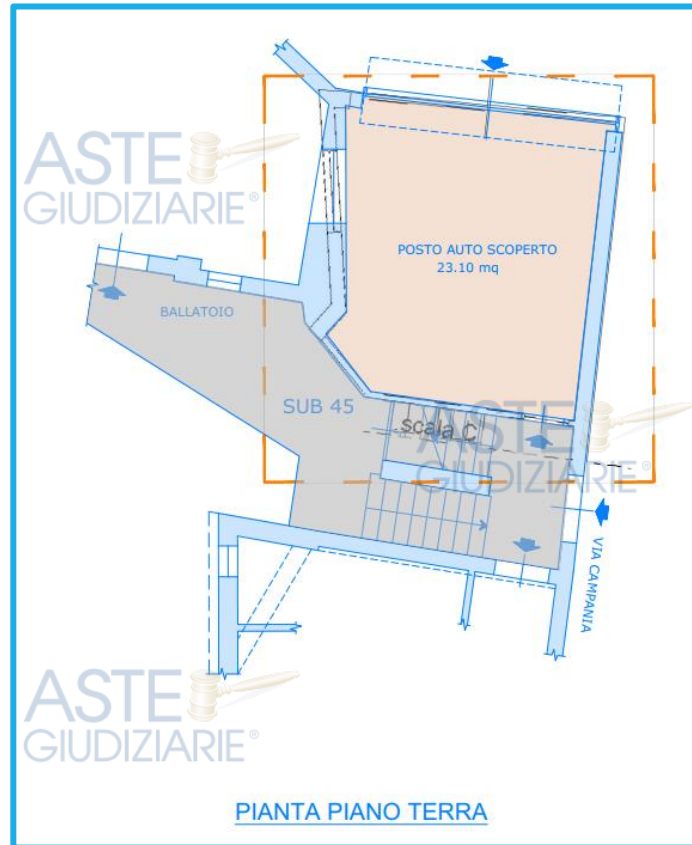 ASTE
GIUDIZIARIE®
POSTO AUTO SCOPERTO
23.10 mq
BALLATOIO
SUB 45
scala C
ASTE
GIUDIZIARIE®
VIA CAMPANIA
ASTE
GIUDIZIARIE®
PIANTA PIANO TERRA